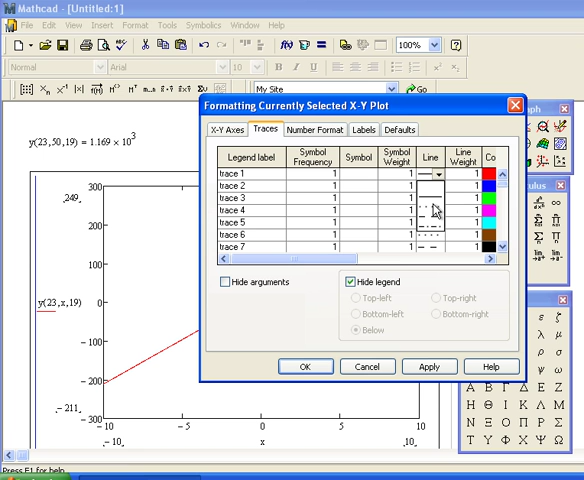 Mathcad - [Untitled:1]
File Edit View Insert Format Tools Symbolics Window Help
100%
Normal Arial 10 B I U
My Site Go
y(23,50,19) = 1.169 × 10³
300
,249,
200
100
y(23,x,19) 0
- 100
- 200
,- 211,
- 300
- 10 - 5 0 5 10
,- 10, x ,10,
Formatting Currently Selected X-Y Plot
X-Y Axes Traces Number Format Labels Defaults
Legend label Symbol Frequency Symbol Symbol Weight Line Line Weight Co
trace 1 1 1 1
trace 2 1 1 1
trace 3 1 1 1
trace 4 1 1 1
trace 5 1 1 1
trace 6 1 1 1
trace 7 1 1 1
Hide arguments
Hide legend
Top-left Top-right
Bottom-left Bottom-right
Below
OK Cancel Apply Help
ε ζ
λ μ
ρ σ
ψ ω
Α Β Γ Δ Ε Ζ
Η Θ Ι Κ Λ Μ
Ν Ξ Ο Π Ρ Σ
Τ Υ Φ Χ Ψ Ω
Press F1 for help.